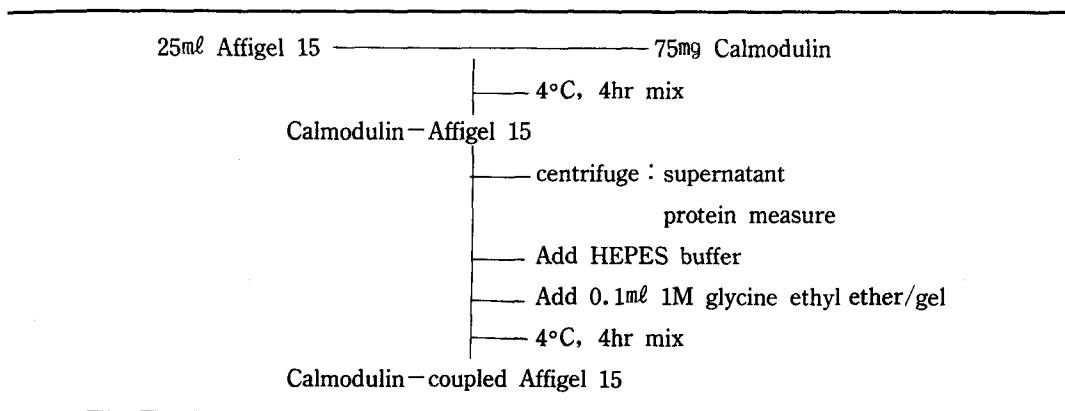 25㎖ Affigel 15 75㎎ Calmodulin
4°C, 4hr mix
Calmodulin-Affigel 15
centrifuge : supernatant
protein measure
Add HEPES buffer
Add 0.1㎖ 1M glycine ethyl ether/gel
4°C, 4hr mix
Calmodulin-coupled Affigel 15